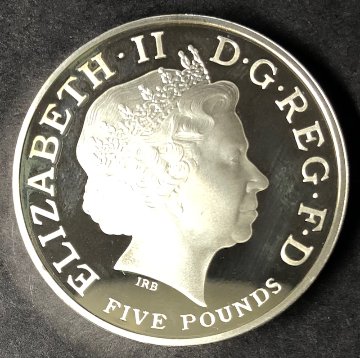 ELIZABETH · II D · G · REG · F · D
FIVE POUNDS
IRB